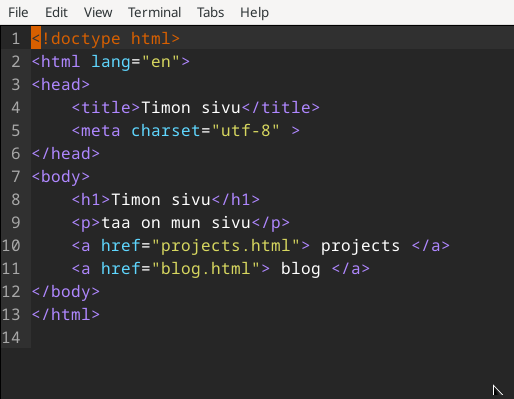 File Edit View Terminal Tabs Help
1 <!doctype html>
2 <html lang="en">
3 <head>
4     <title>Timon sivu</title>
5     <meta charset="utf-8" >
6 </head>
7 <body>
8     <h1>Timon sivu</h1>
9     <p>taa on mun sivu</p>
10     <a href="projects.html"> projects </a>
11     <a href="blog.html"> blog </a>
12 </body>
13 </html>
14